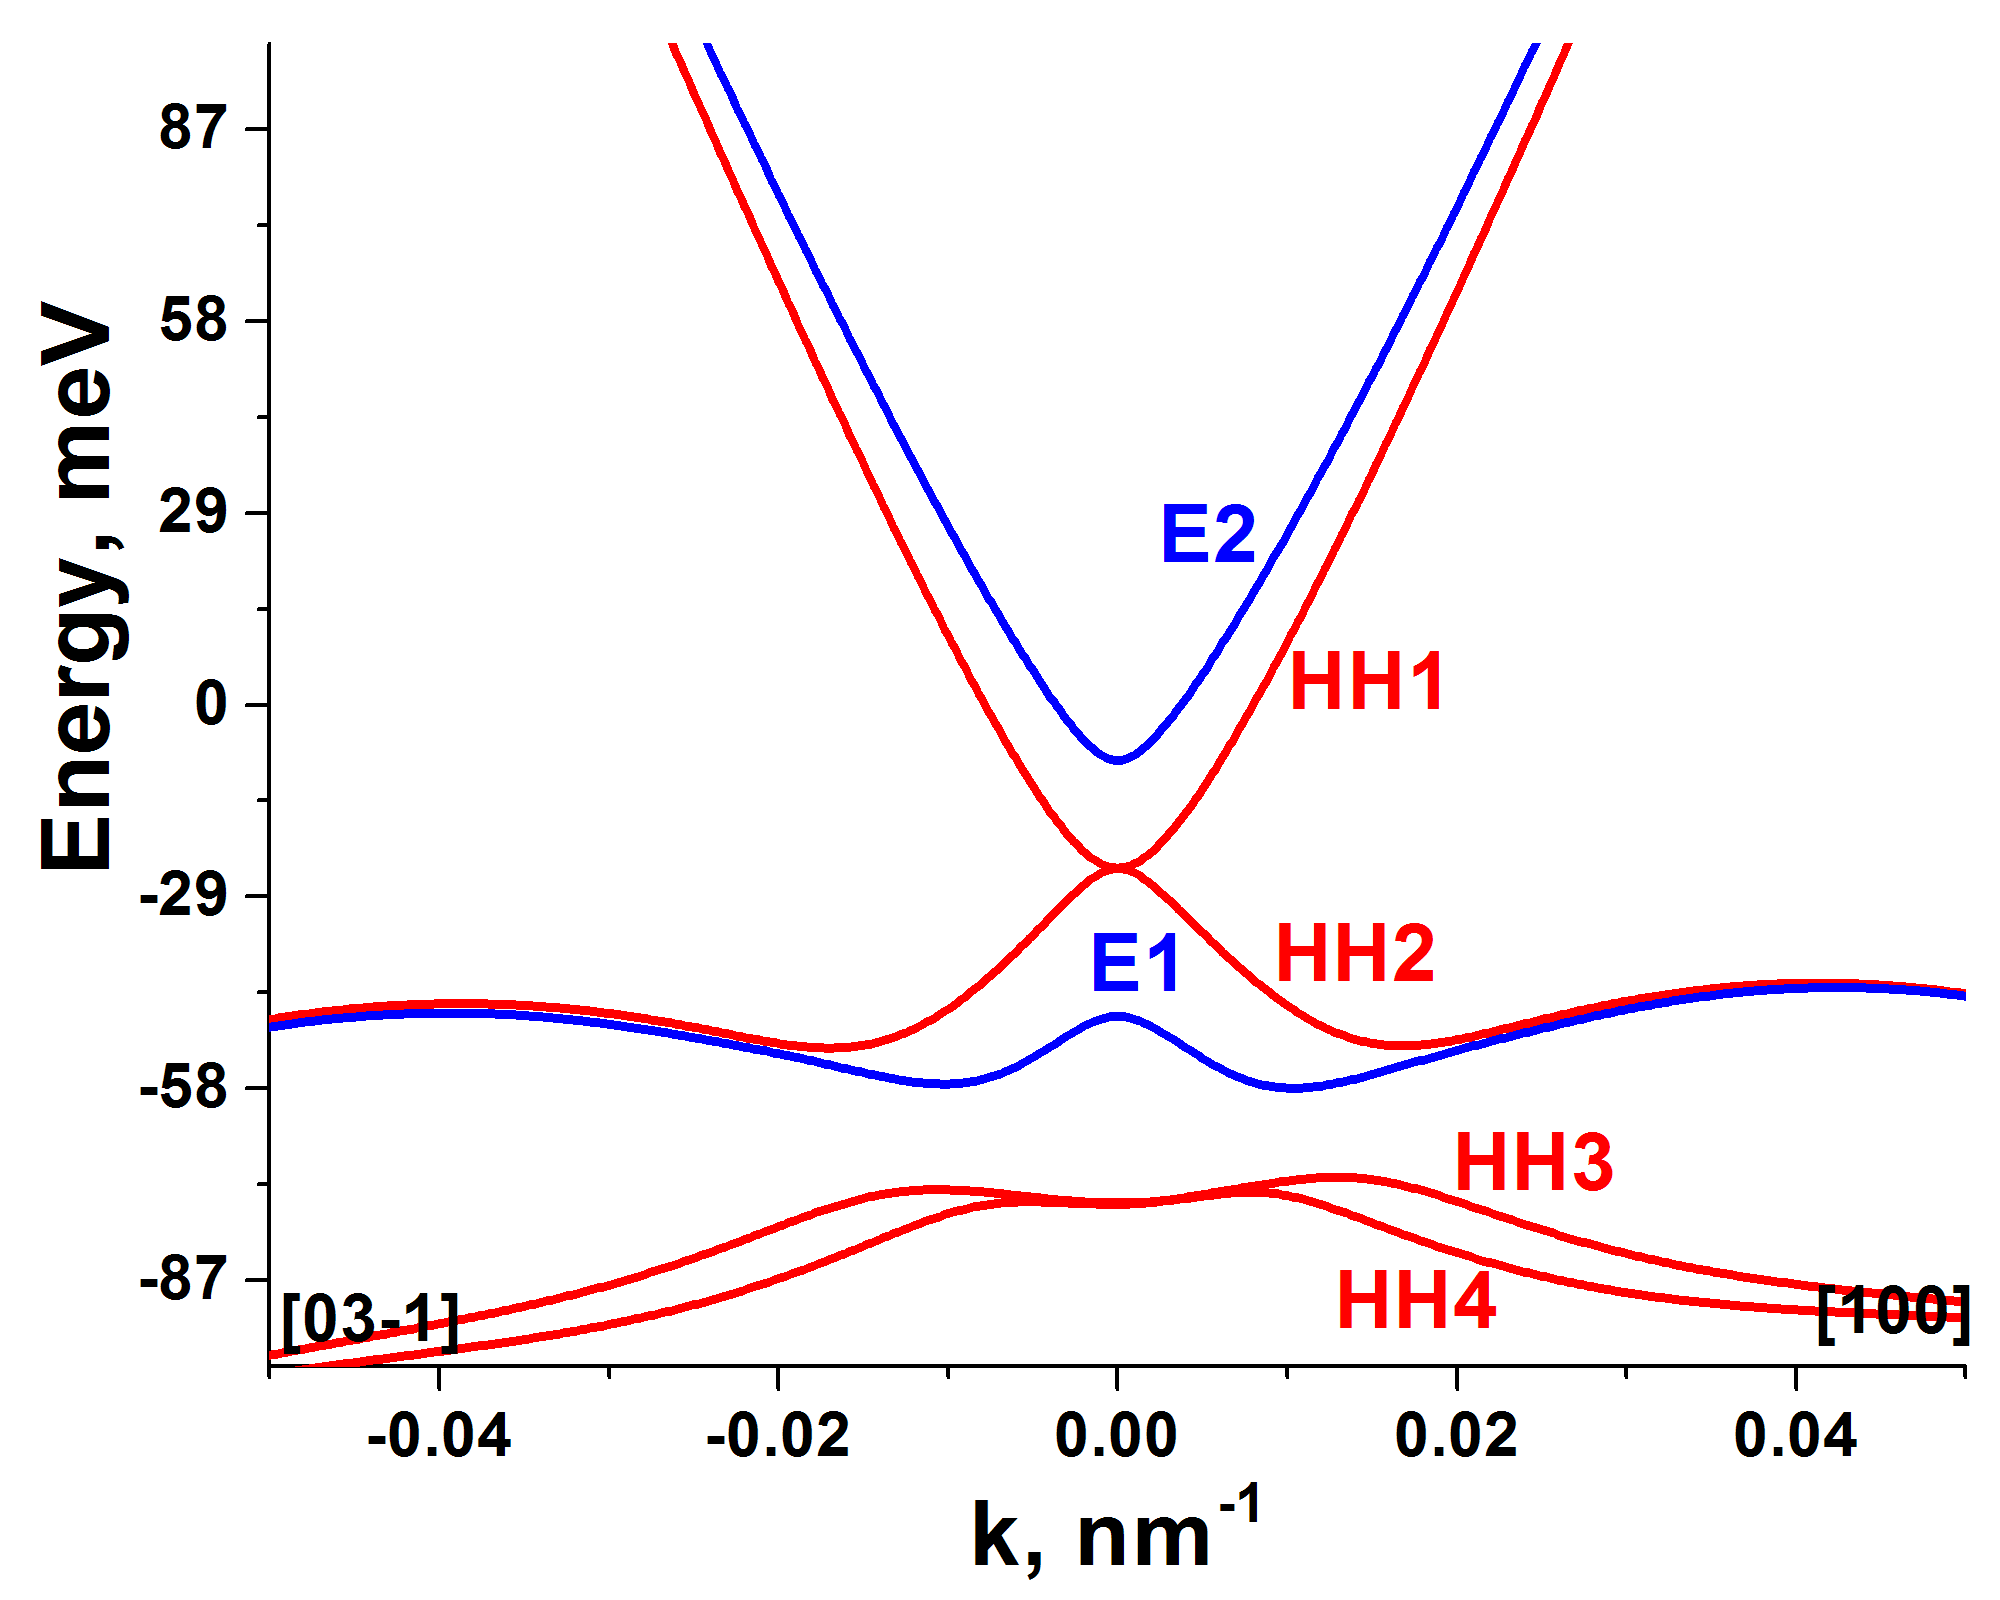 Energy, meV
87
58
29
0
-29
-58
-87
E2
HH1
HH2
E1
HH3
HH4
[03-1]
[100]
-0.04
-0.02
0.00
0.02
0.04
k, nm⁻¹